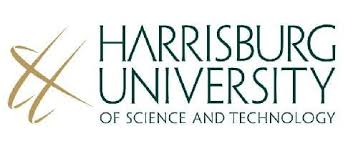 HARRISBURG
UNIVERSITY
OF SCIENCE AND TECHNOLOGY